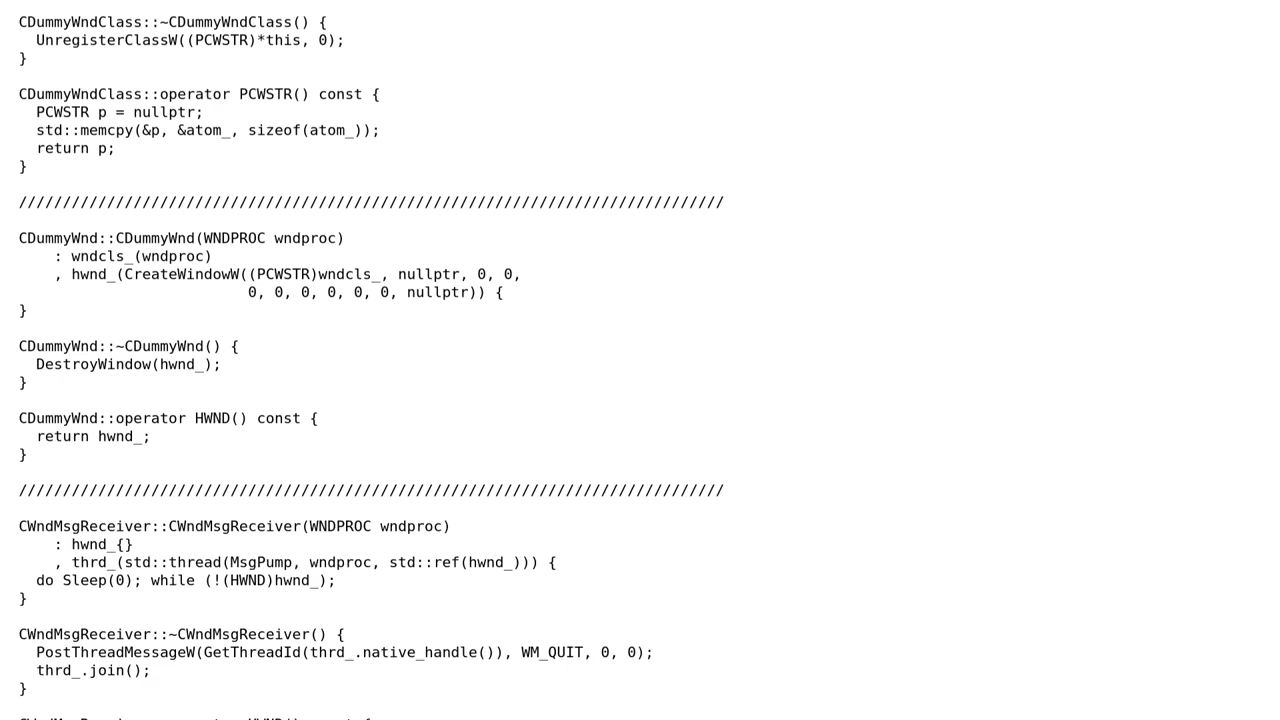 CDummyWndClass::~CDummyWndClass() {
  UnregisterClassW((PCWSTR)*this, 0);
}

CDummyWndClass::operator PCWSTR() const {
  PCWSTR p = nullptr;
  std::memcpy(&p, &atom_, sizeof(atom_));
  return p;
}

////////////////////////////////////////////////////////////////////////////////

CDummyWnd::CDummyWnd(WNDPROC wndproc)
    : wndcls_(wndproc)
    , hwnd_(CreateWindowW((PCWSTR)wndcls_, nullptr, 0, 0,
                          0, 0, 0, 0, 0, 0, nullptr)) {
}

CDummyWnd::~CDummyWnd() {
  DestroyWindow(hwnd_);
}

CDummyWnd::operator HWND() const {
  return hwnd_;
}

////////////////////////////////////////////////////////////////////////////////

CWndMsgReceiver::CWndMsgReceiver(WNDPROC wndproc)
    : hwnd_{}
    , thrd_(std::thread(MsgPump, wndproc, std::ref(hwnd_))) {
  do Sleep(0); while (!(HWND)hwnd_);
}

CWndMsgReceiver::~CWndMsgReceiver() {
  PostThreadMessageW(GetThreadId(thrd_.native_handle()), WM_QUIT, 0, 0);
  thrd_.join();
}